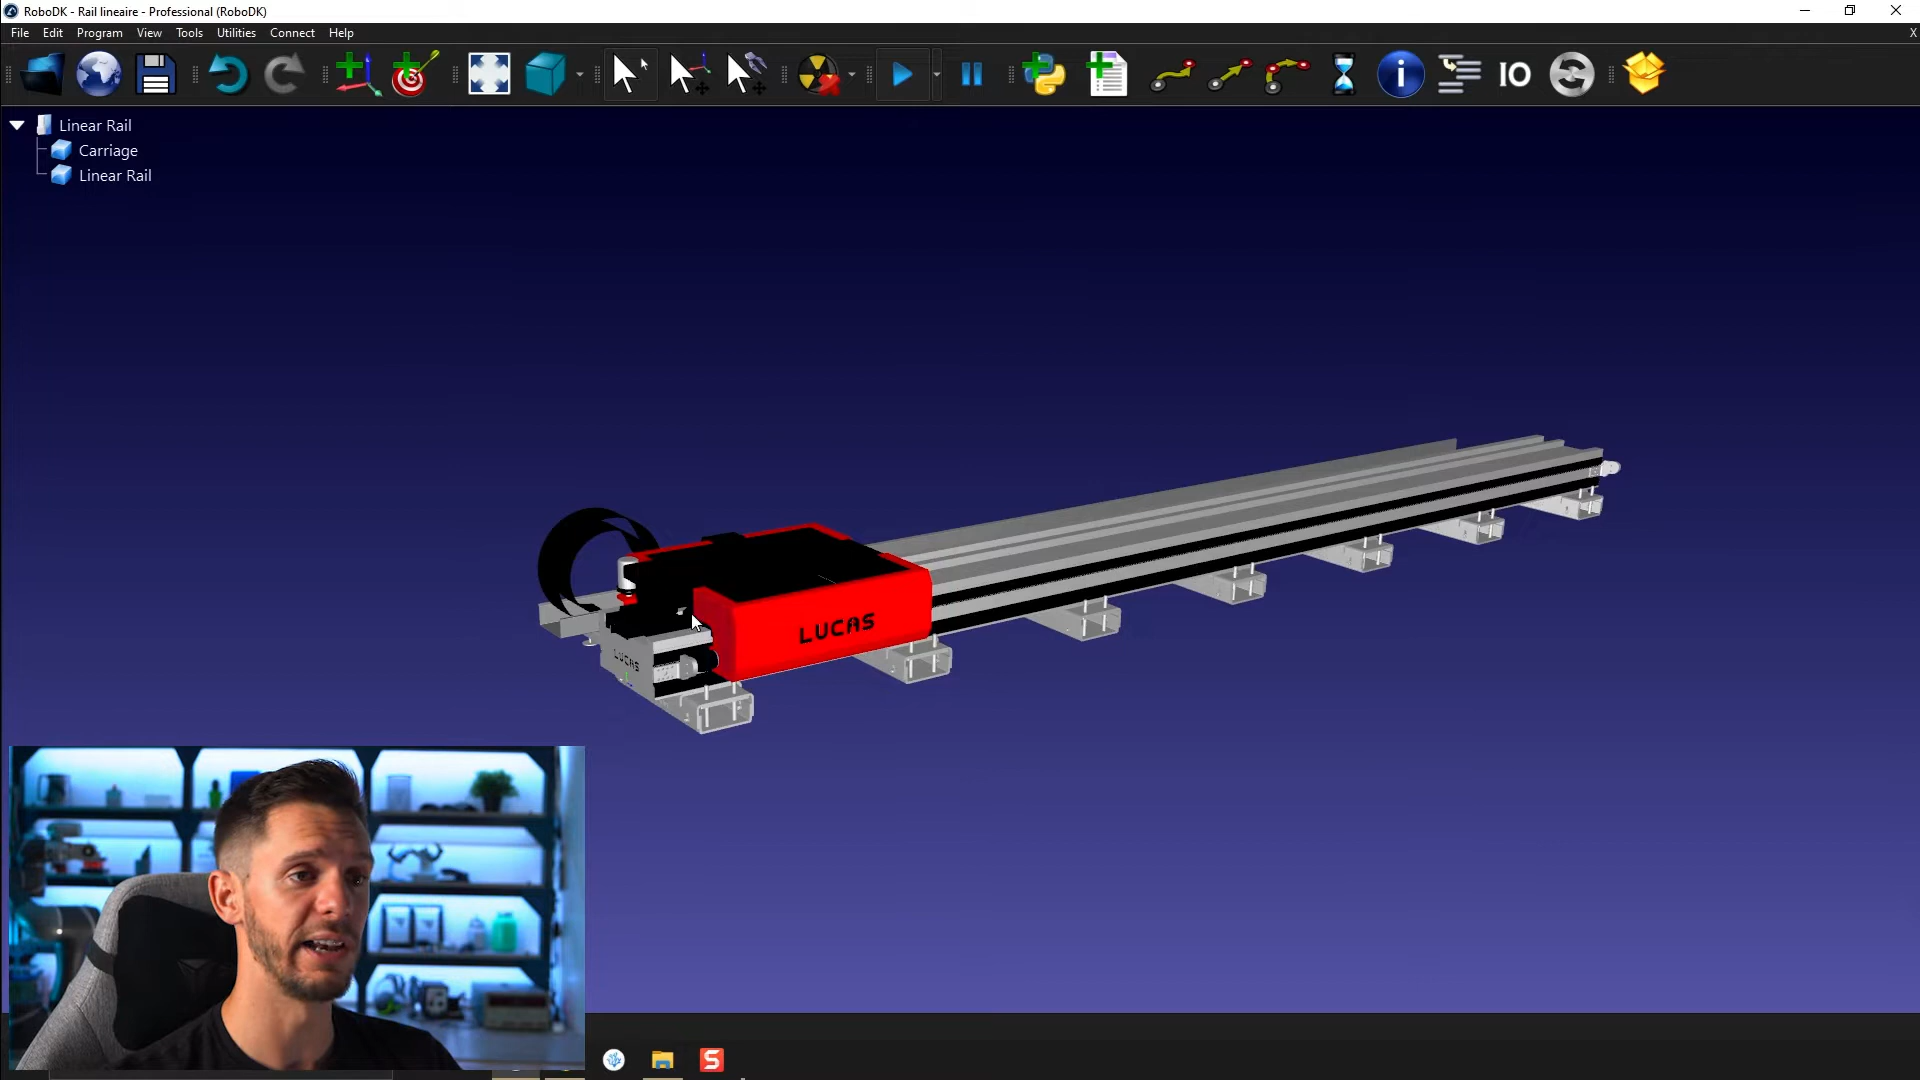 RoboDK - Rail lineaire - Professional (RoboDK)
File Edit Program View Tools Utilities Connect Help
X
IO
Linear Rail
Carriage
Linear Rail
LUCAS
LUCAS
S